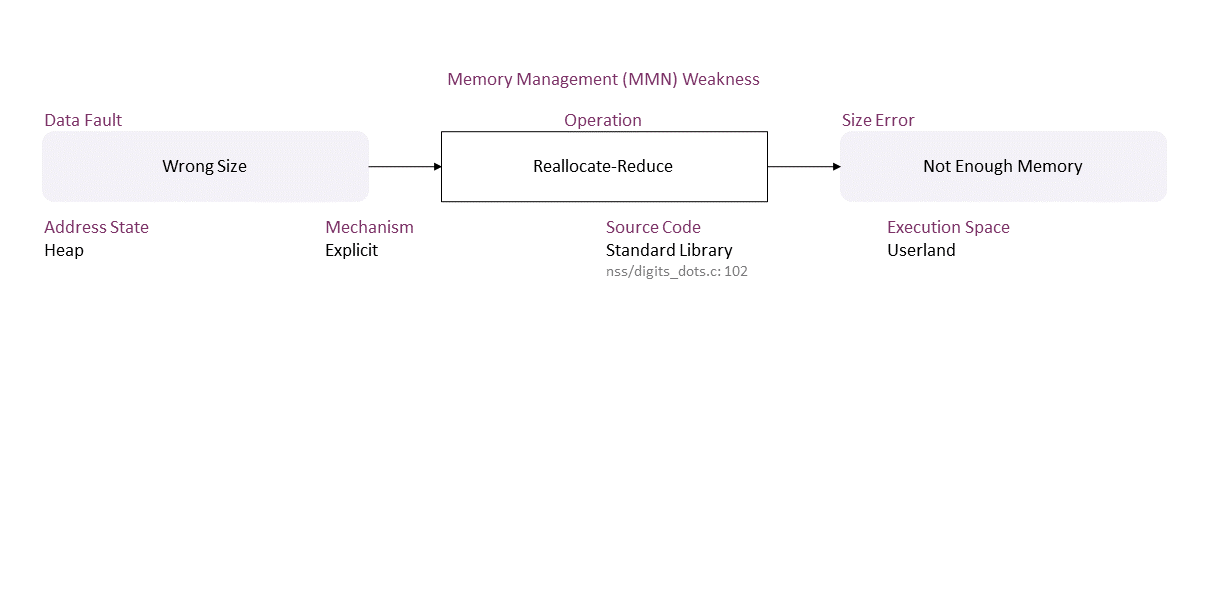 Memory Management (MMN) Weakness
Data Fault
Operation
Size Error
Wrong Size
Reallocate-Reduce
Not Enough Memory
Address State
Mechanism
Source Code
Execution Space
Heap
Explicit
Standard Library
Userland
nss/digits_dots.c: 102